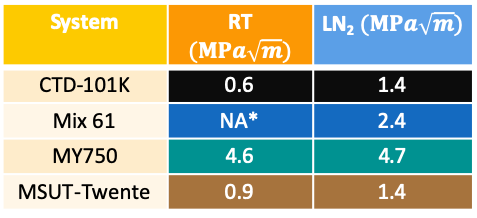 System RT LN₂ (MPa√m)
(MPa√m)
CTD-101K 0.6 1.4
Mix 61 NA* 2.4
MY750 4.6 4.7
MSUT-Twente 0.9 1.4